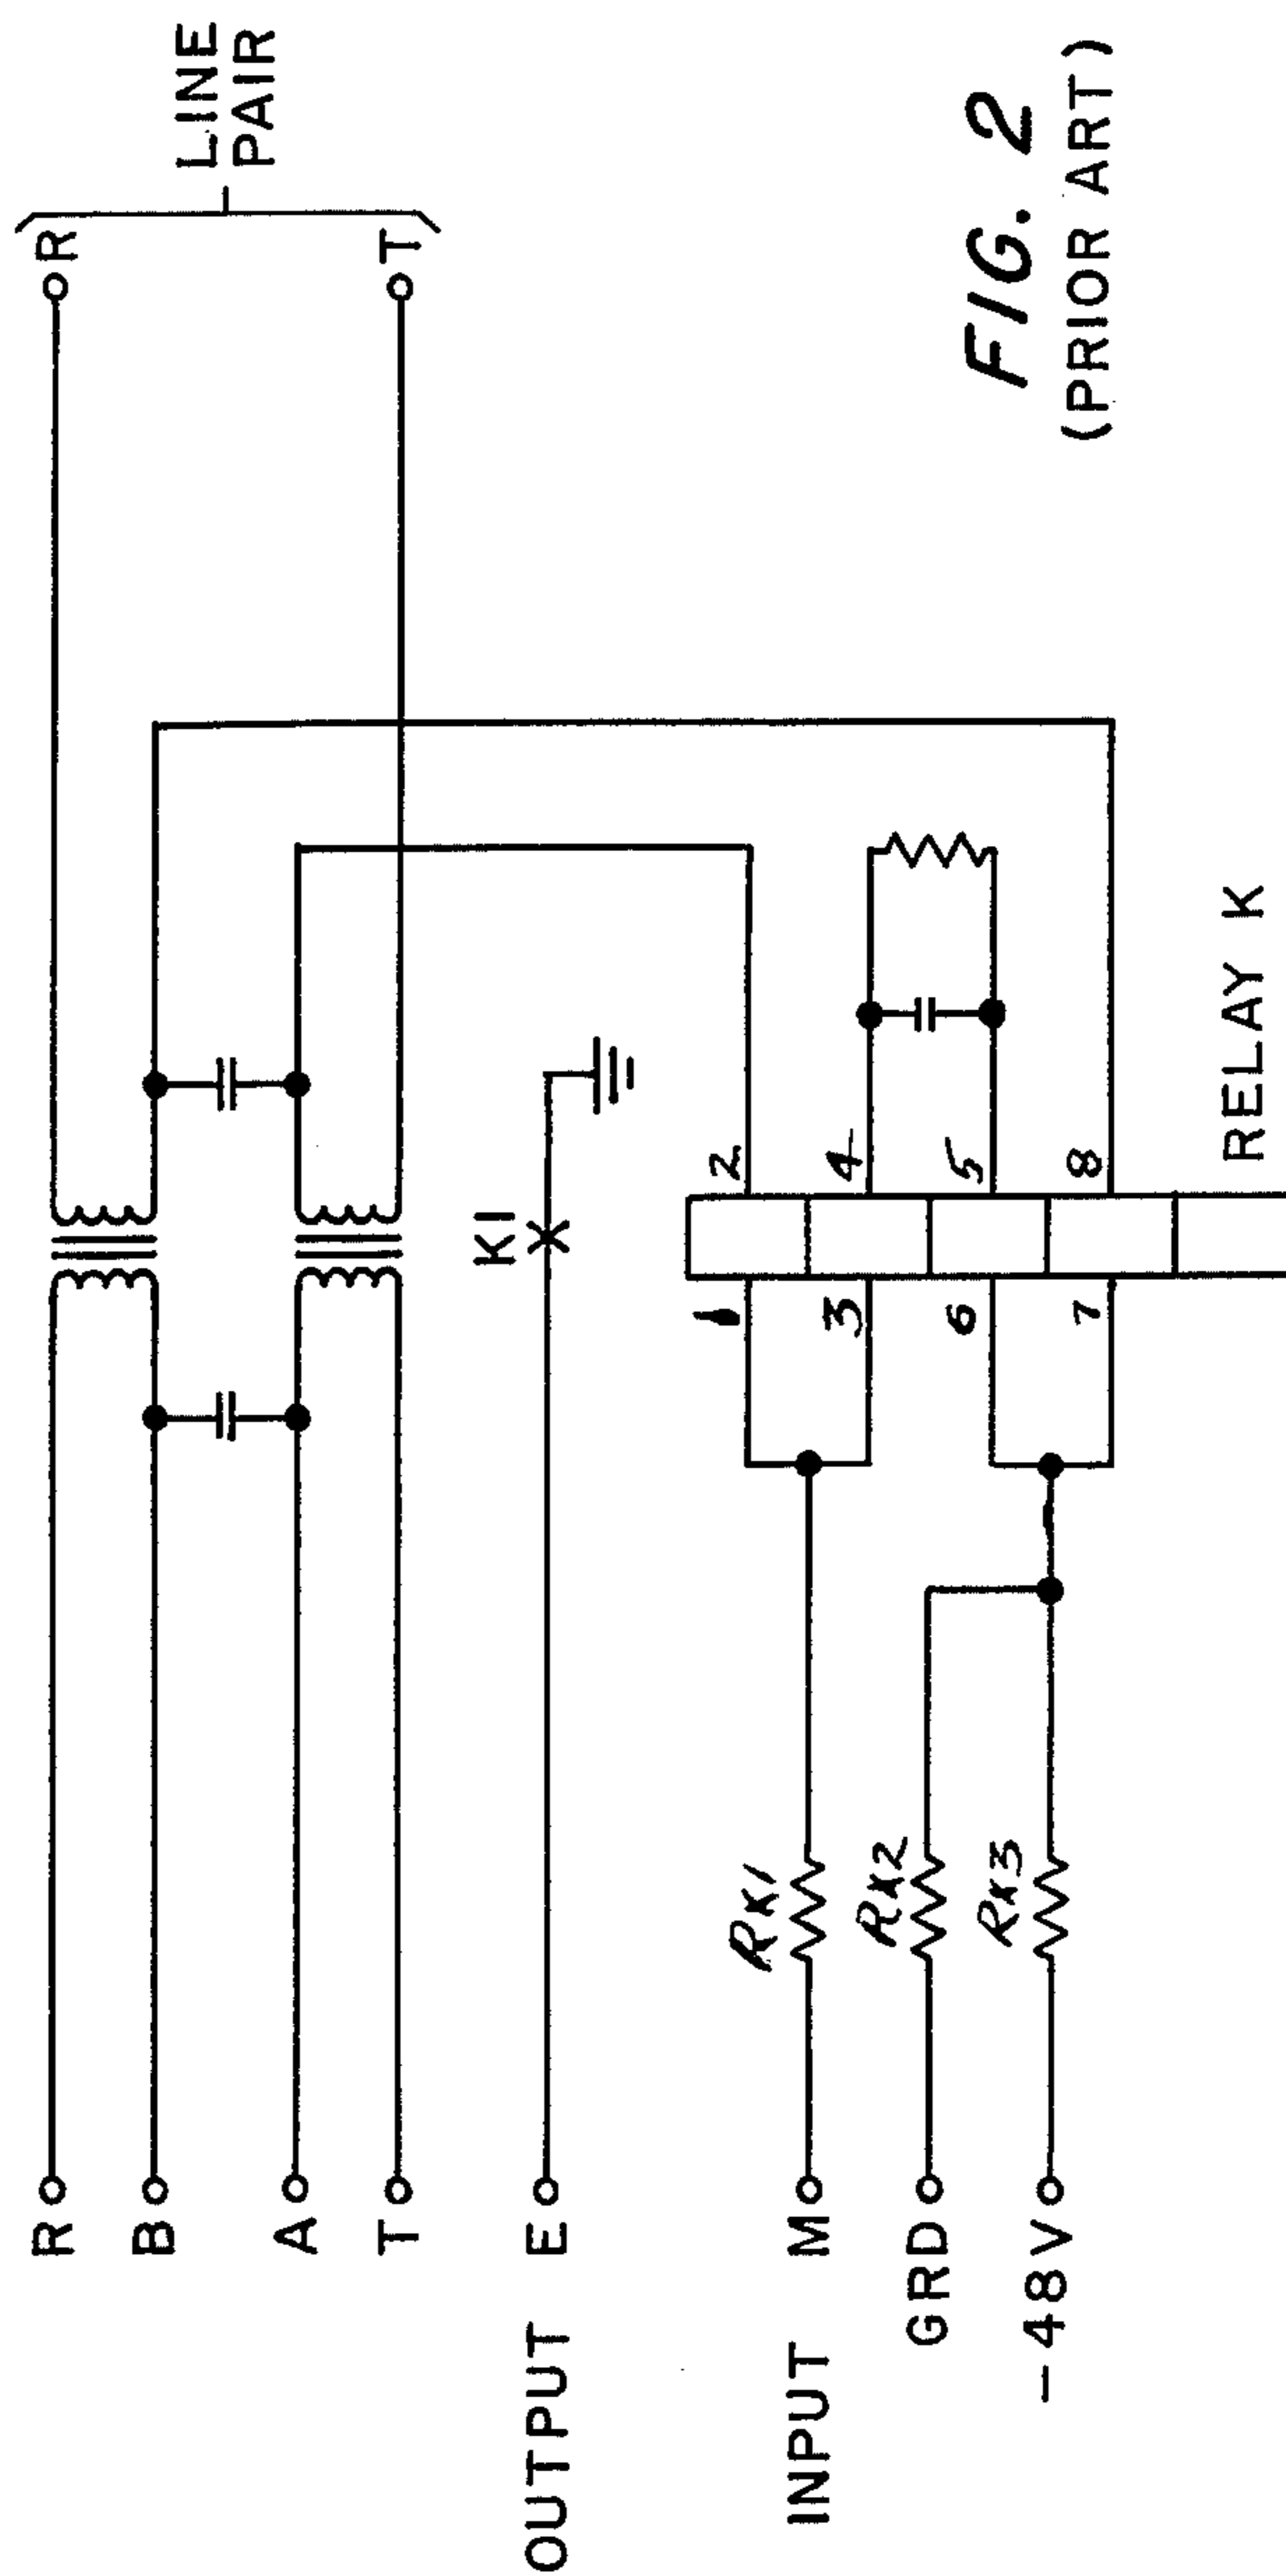 R
B
A
T
OUTPUT E
INPUT M
GRD
-48V
RK1
RK2
RK3
K1
1
3
6
7
2
4
5
8
RELAY K
R
T
LINE
PAIR
FIG. 2
(PRIOR ART)